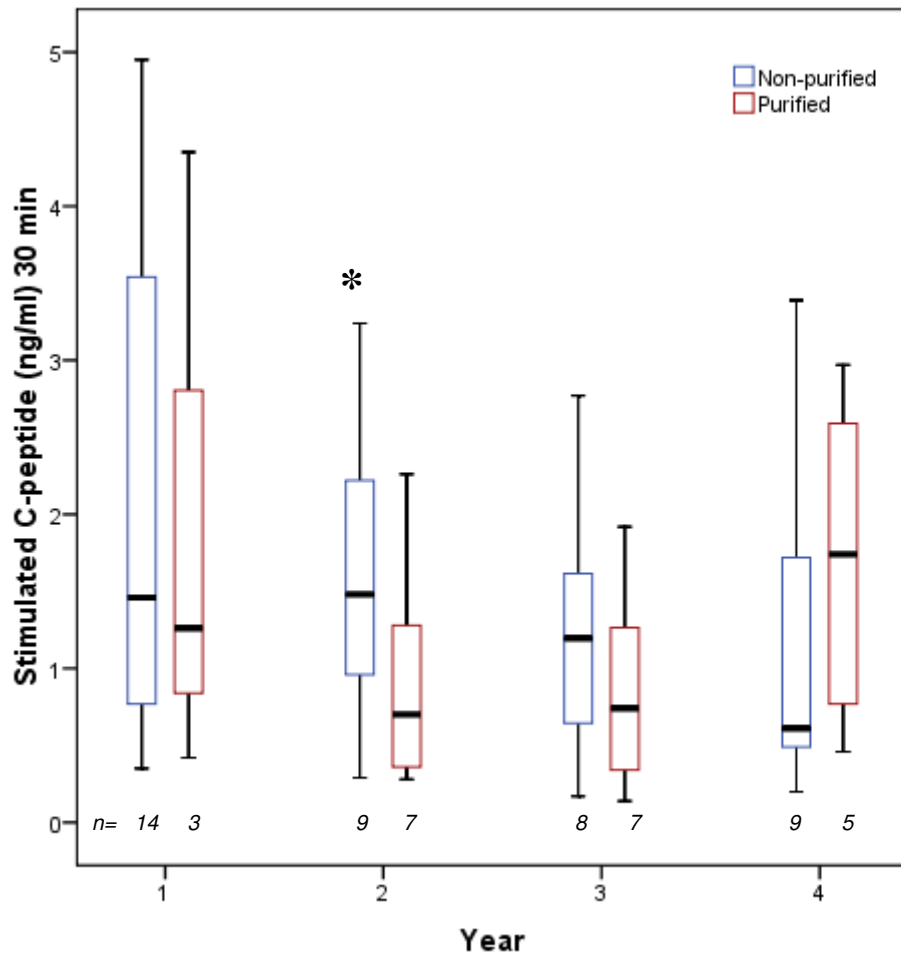 Stimulated C-peptide (ng/ml) 30 min
5
4
3
2
1
0
Non-purified
Purified
*
n= 14 3 9 7 8 7 9 5
1 2 3 4
Year